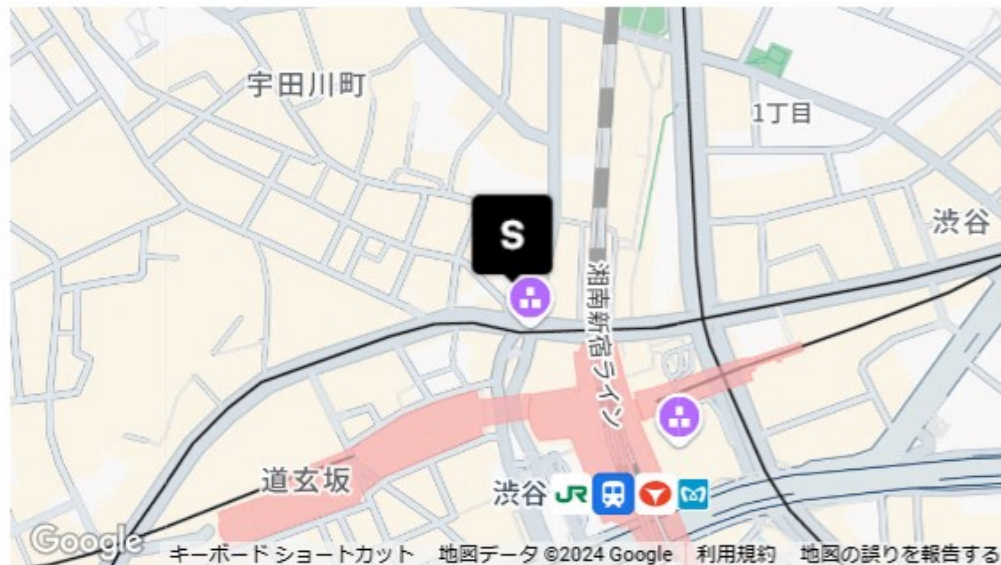 宇田川町
1丁目
S
渋谷
湘南新宿ライン
道玄坂
渋谷 JR
Google
キーボード ショートカット 地図データ ©2024 Google 利用規約 地図の誤りを報告する